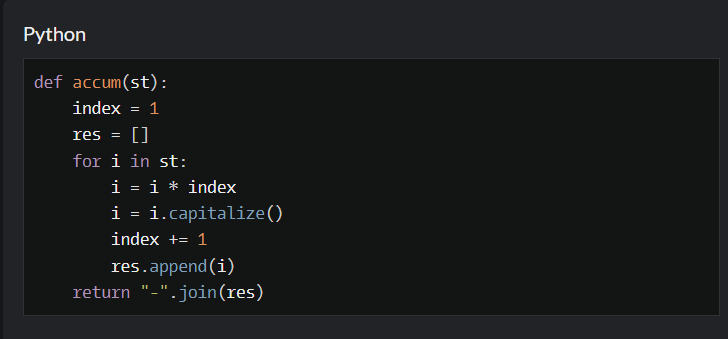 Python
def accum(st):
    index = 1
    res = []
    for i in st:
        i = i * index
        i = i.capitalize()
        index += 1
        res.append(i)
    return "-".join(res)